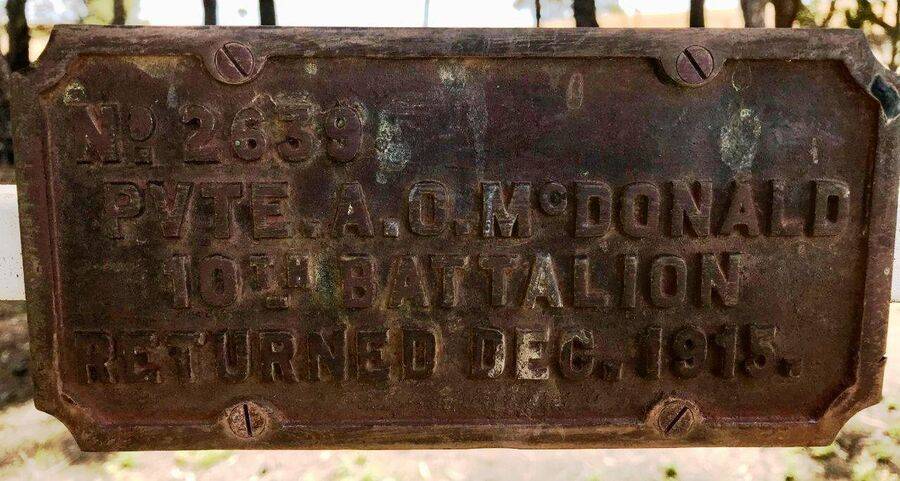 No. 2639
PVTE. A. O. McDONALD
10TH BATTALION
RETURNED DEC. 1915.